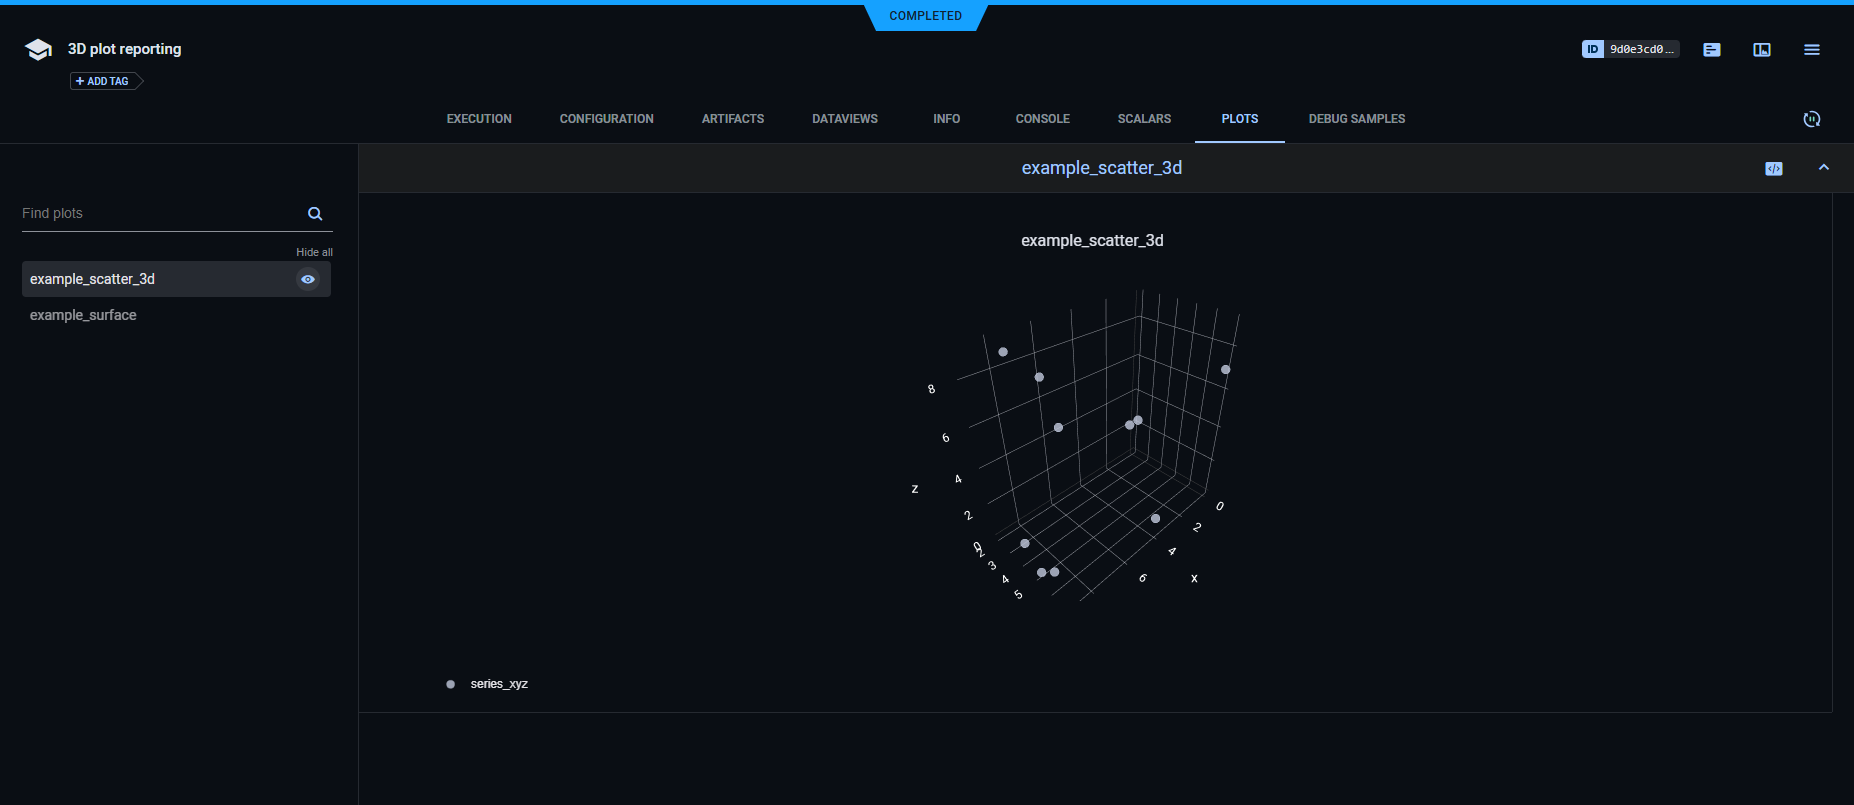 COMPLETED
3D plot reporting
ID 9d0e3cd0...
+ ADD TAG
EXECUTION CONFIGURATION ARTIFACTS DATAVIEWS INFO CONSOLE SCALARS PLOTS DEBUG SAMPLES
example_scatter_3d
Find plots
Hide all
example_scatter_3d
example_surface
example_scatter_3d
8
6
4
2
0
z
2
3
4
5
0
2
4
6
x
series_xyz